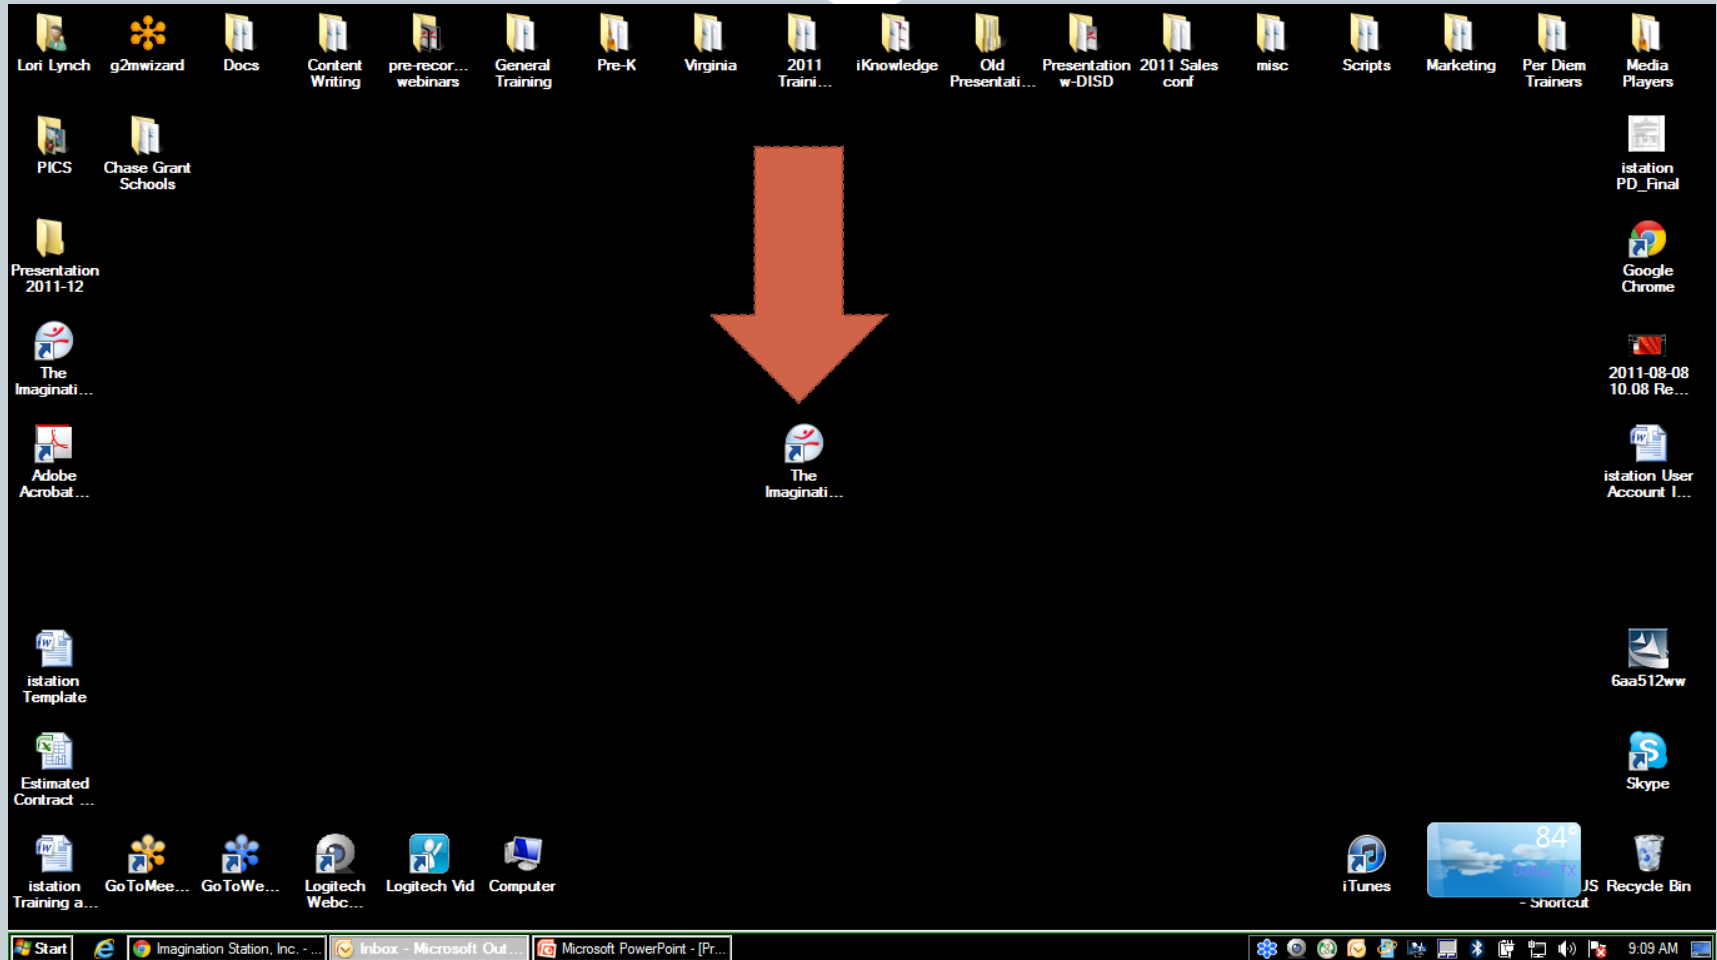 Lori Lynch
g2mwizard
Docs
Content
Writing
pre-recor...
webinars
General
Training
Pre-K
Virginia
2011
Traini...
iKnowledge
Old
Presentati...
Presentation
w-DISD
2011 Sales
conf
misc
Scripts
Marketing
Per Diem
Trainers
Media
Players
PICS
Chase Grant
Schools
istation
PD_Final
Presentation
2011-12
Google
Chrome
The
Imaginati...
2011-08-08
10.08 Re...
Adobe
Acrobat...
The
Imaginati...
istation User
Account I...
istation
Template
6aa512ww
Estimated
Contract ...
Skype
istation
Training a...
GoToMee...
GoToWe...
Logitech
Webc...
Logitech Vid
Computer
iTunes
84°
Dallas, TX
JS
- Shortcut
Recycle Bin
Start
Imagination Station, Inc. - ...
Inbox - Microsoft Out...
Microsoft PowerPoint - [Pr...
9:09 AM